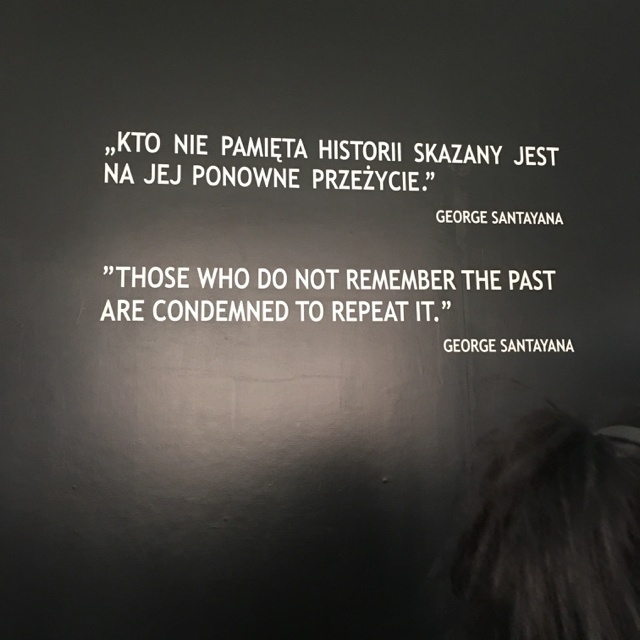 „KTO NIE PAMIĘTA HISTORII SKAZANY JEST
NA JEJ PONOWNE PRZEŻYCIE.”
GEORGE SANTAYANA
”THOSE WHO DO NOT REMEMBER THE PAST
ARE CONDEMNED TO REPEAT IT.”
GEORGE SANTAYANA